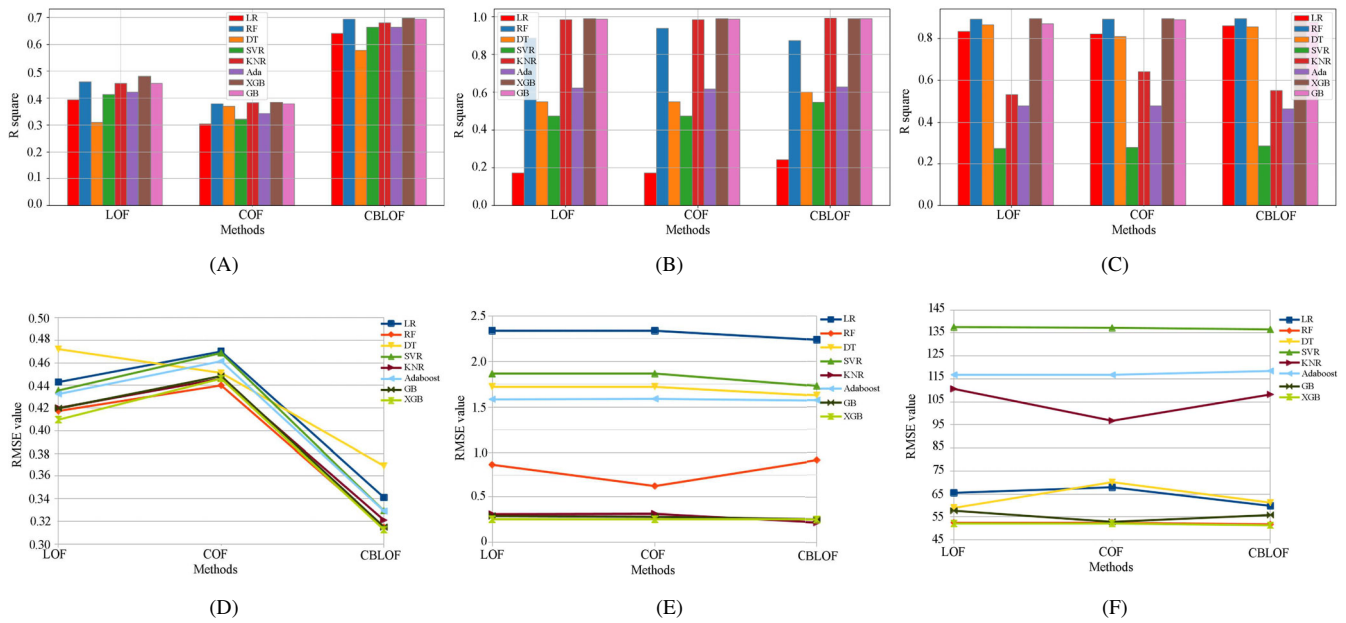 R square
0.7
0.6
0.5
0.4
0.3
0.2
0.1
0.0
LR
RF
DT
SVR
KNR
Ada
XGB
GB
LOF
COF
CBLOF
Methods
(A)
R square
1.0
0.8
0.6
0.4
0.2
0.0
LR
RF
DT
SVR
KNR
Ada
XGB
GB
LOF
COF
CBLOF
Methods
(B)
R square
0.8
0.6
0.4
0.2
0.0
LR
RF
DT
SVR
KNR
Ada
XGB
GB
LOF
COF
CBLOF
Methods
(C)
RMSE value
0.50
0.48
0.46
0.44
0.42
0.40
0.38
0.36
0.34
0.32
0.30
LR
RF
DT
SVR
KNR
Adaboost
GB
XGB
LOF
COF
CBLOF
Methods
(D)
RMSE value
2.5
2.0
1.5
1.0
0.5
0
LR
RF
DT
SVR
KNR
Adaboost
GB
XGB
LOF
COF
CBLOF
Methods
(E)
RMSE value
145
135
125
115
105
95
85
75
65
55
45
LR
RF
DT
SVR
KNR
Adaboost
GB
XGB
LOF
COF
CBLOF
Methods
(F)